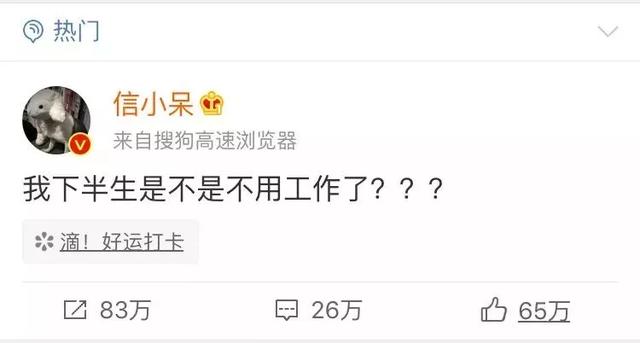 热门
信小呆
来自搜狗高速浏览器
我下半生是不是不用工作了？？？
滴！好运打卡
83万 26万 65万